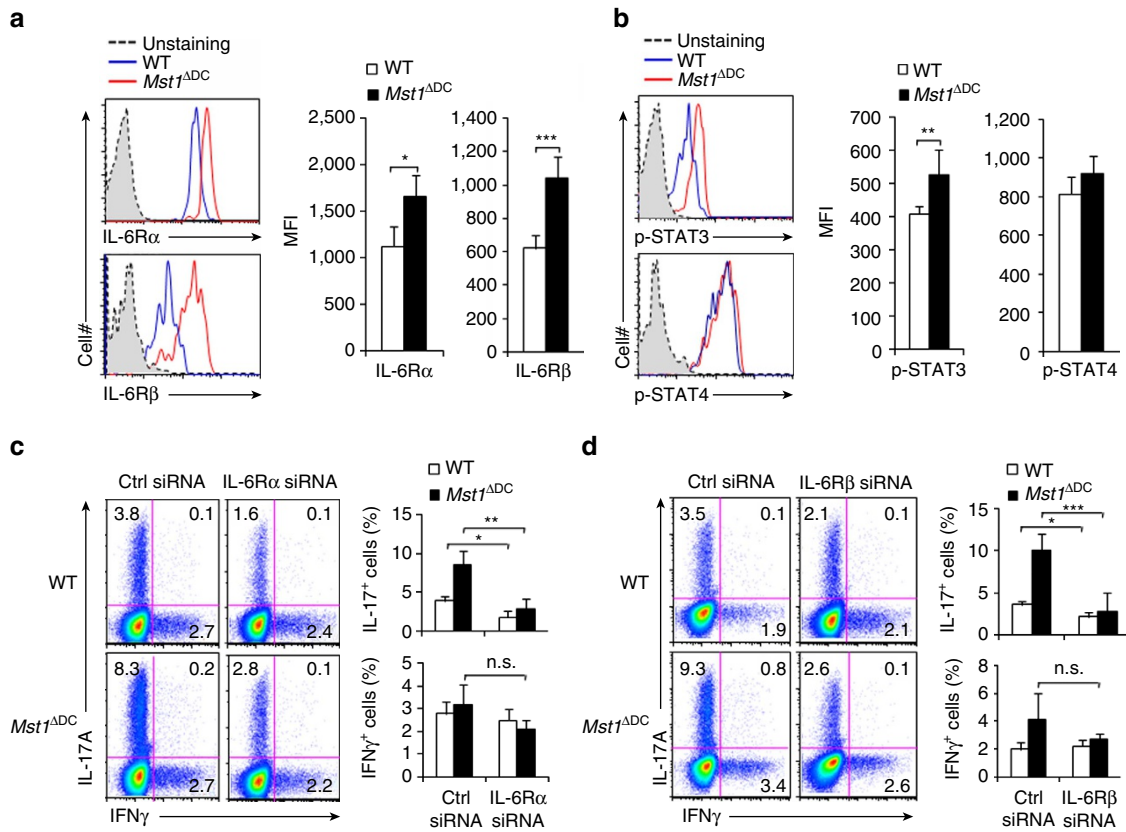 a
Unstaining
WT
Mst1ΔDC
IL-6Rα
Cell#
IL-6Rβ
WT
Mst1ΔDC
MFI
2,500
2,000
1,500
1,000
500
0
*
IL-6Rα
1,400
1,200
1,000
800
600
400
200
0
***
IL-6Rβ
b
Unstaining
WT
Mst1ΔDC
p-STAT3
Cell#
p-STAT4
WT
Mst1ΔDC
MFI
700
600
500
400
300
200
100
0
**
p-STAT3
1,200
1,000
800
600
400
200
0
p-STAT4
c
Ctrl siRNA IL-6Rα siRNA
WT
3.8 0.1 1.6 0.1
2.7 2.4
Mst1ΔDC
8.3 0.2 2.8 0.1
2.7 2.2
IL-17A
IFNγ
WT
Mst1ΔDC
IL-17+ cells (%)
15
10
5
0
**
*
IFNγ+ cells (%)
5
4
3
2
1
0
n.s.
Ctrl IL-6Rα
siRNA siRNA
d
Ctrl siRNA IL-6Rβ siRNA
WT
3.5 0.1 2.1 0.1
1.9 2.1
Mst1ΔDC
9.3 0.8 2.6 0.1
3.4 2.6
IL-17A
IFNγ
WT
Mst1ΔDC
IL-17+ cells (%)
15
10
5
0
***
*
IFNγ+ cells (%)
8
6
4
2
0
n.s.
Ctrl IL-6Rβ
siRNA siRNA